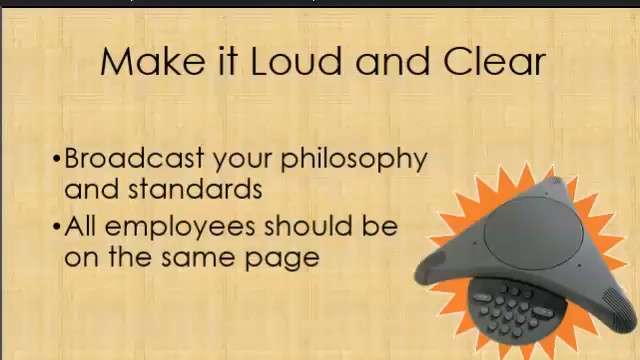 Make it Loud and Clear
•Broadcast your philosophy
and standards
•All employees should be
on the same page